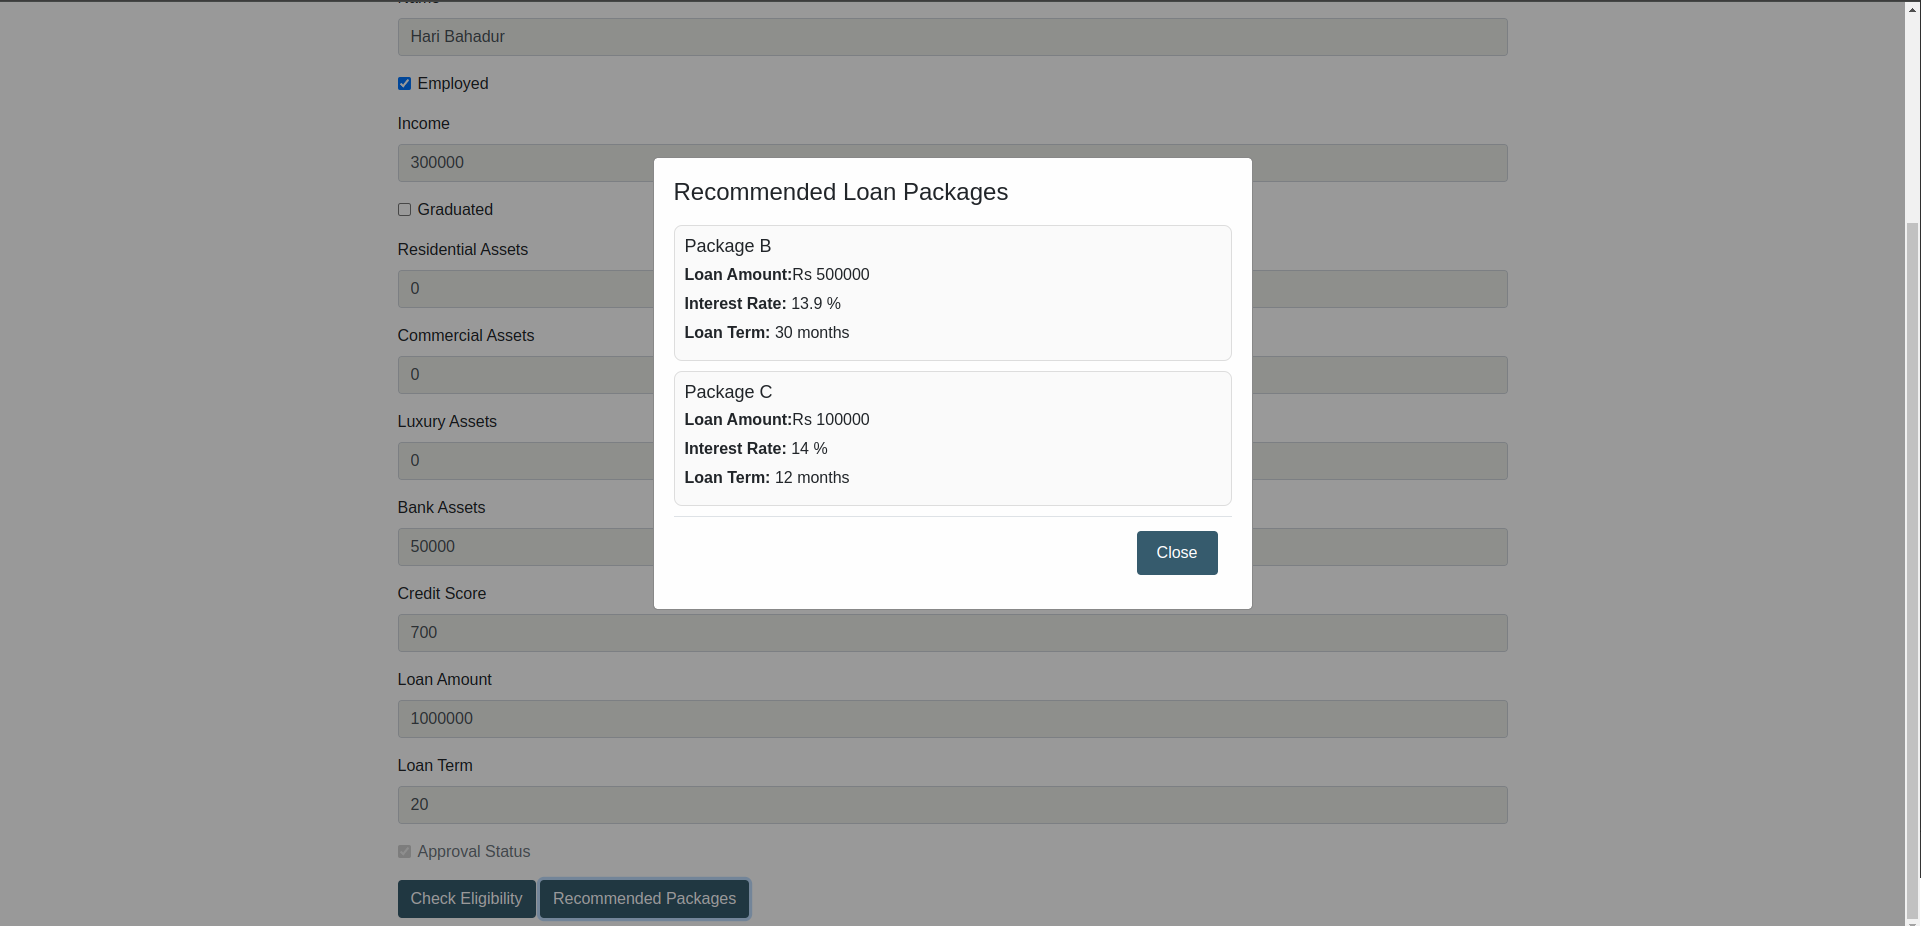 Hari Bahadur
Employed
Income
300000
Graduated
Residential Assets
0
Commercial Assets
0
Luxury Assets
0
Bank Assets
50000
Credit Score
700
Loan Amount
1000000
Loan Term
20
Approval Status
Check Eligibility
Recommended Packages
Recommended Loan Packages
Package B
Loan Amount:Rs 500000
Interest Rate: 13.9 %
Loan Term: 30 months
Package C
Loan Amount:Rs 100000
Interest Rate: 14 %
Loan Term: 12 months
Close